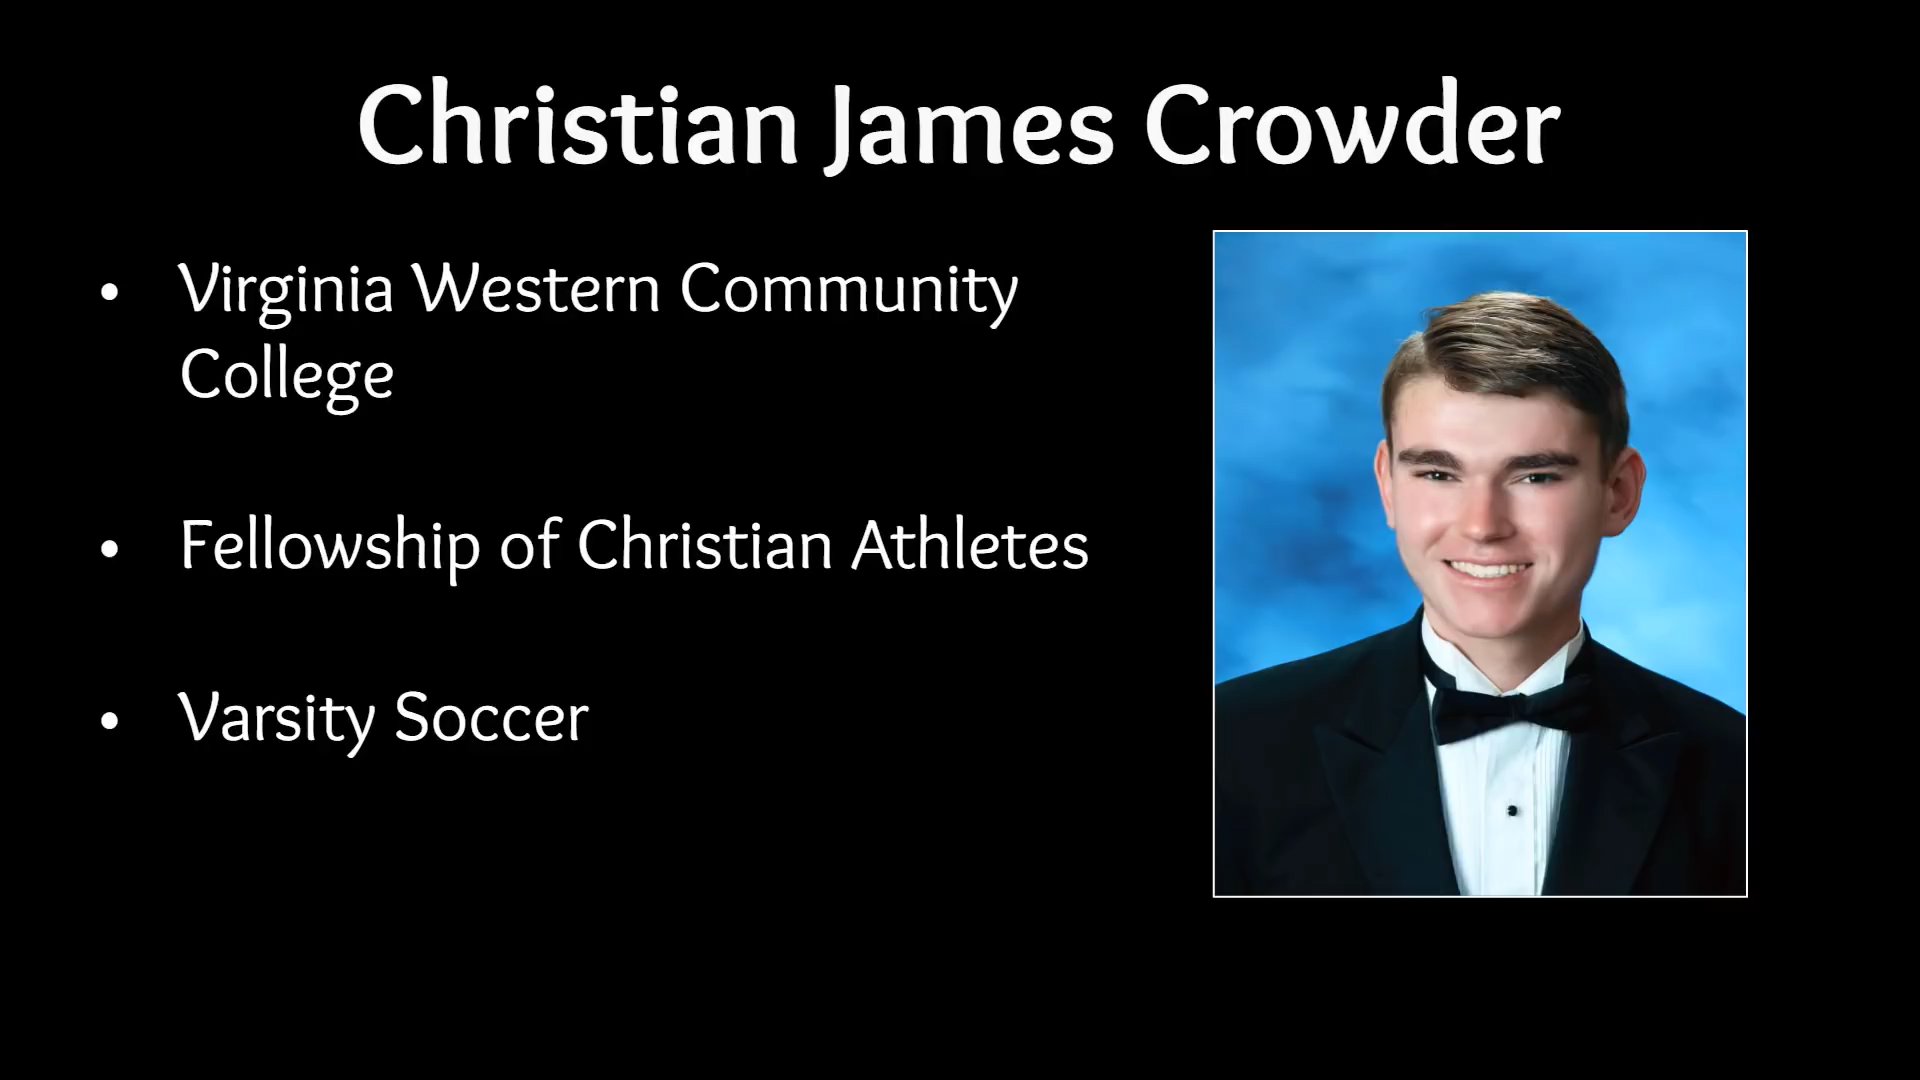 Christian James Crowder
• Virginia Western Community
College
• Fellowship of Christian Athletes
• Varsity Soccer